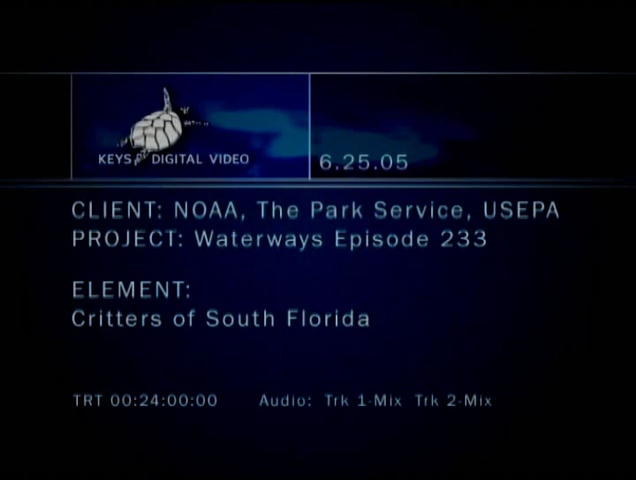 KEYS DIGITAL VIDEO
6.25.05
CLIENT: NOAA, The Park Service, USEPA
PROJECT: Waterways Episode 233
ELEMENT:
Critters of South Florida
TRT 00:24:00:00 Audio: Trk 1-Mix Trk 2-Mix